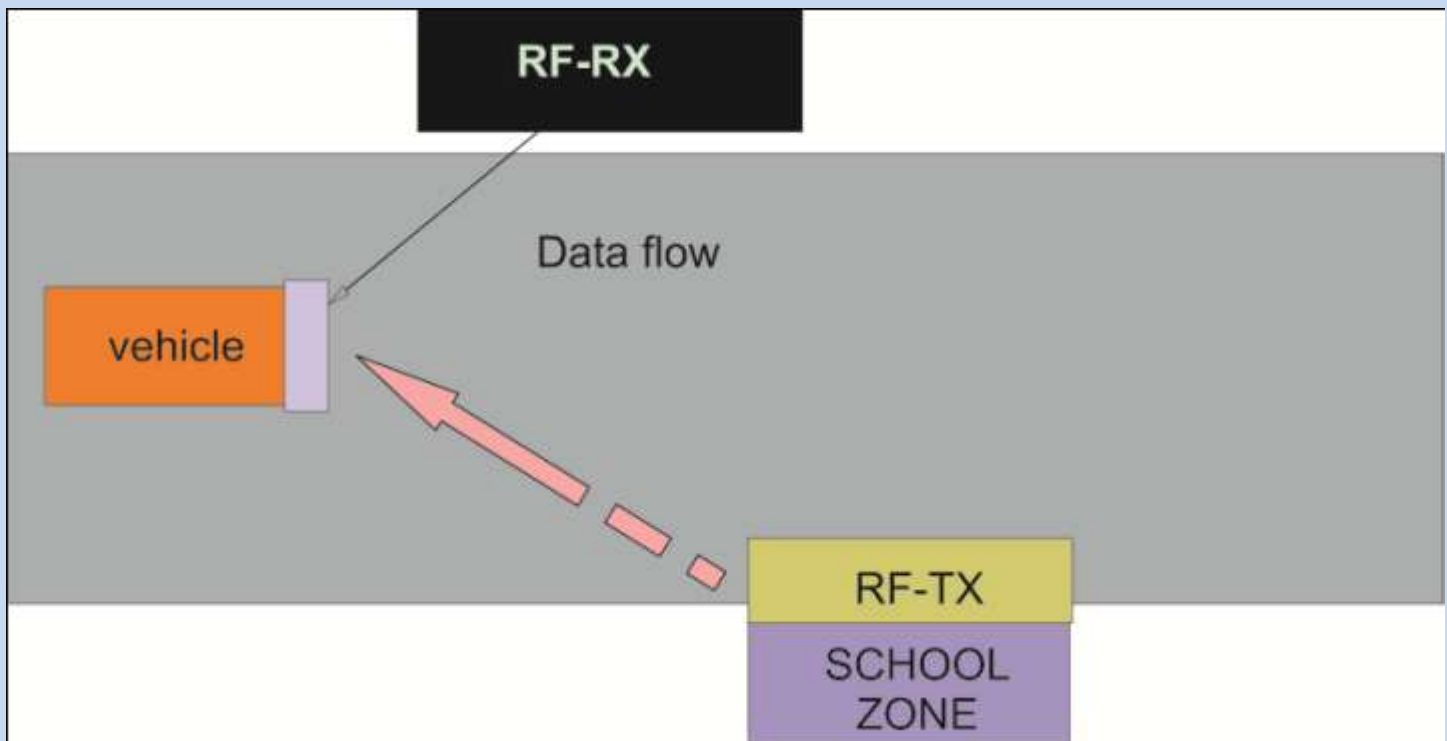 RF-RX
Data flow
vehicle
RF-TX
SCHOOL
ZONE